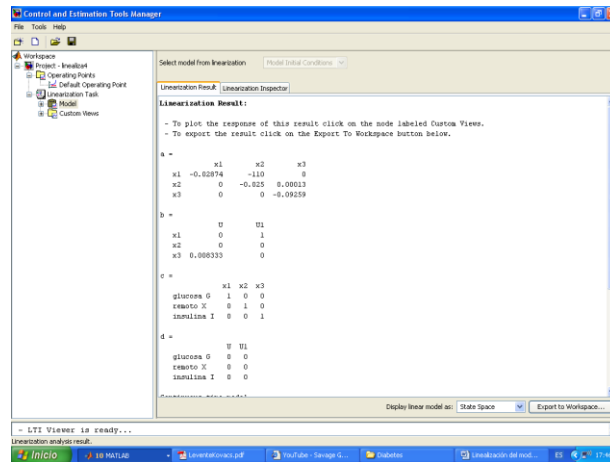 Control and Estimation Tools Manager
File Tools Help
Workspace
Project - linealiza4
Operating Points
Default Operating Point
Linearization Task
Model
Custom Views
Select model from linearization Model Initial Conditions
Linearization Result Linearization Inspector
Linearization Result:
- To plot the response of this result click on the node labeled Custom Views.
- To export the result click on the Export To Workspace button below.
a =
x1 x2 x3
x1 -0.02874 -110 0
x2 0 -0.025 0.00013
x3 0 0 -0.09259
b =
U U1
x1 0 1
x2 0 0
x3 0.008333 0
c =
x1 x2 x3
glucosa G 1 0 0
remoto X 0 1 0
insulina I 0 0 1
d =
U U1
glucosa G 0 0
remoto X 0 0
insulina I 0 0
Continuous-time model
Display linear model as: State Space Export to Workspace...
- LTI Viewer is ready...
Linearization analysis result.
Inicio 10 MATLAB LeventeKovacs.pdf YouTube - Savage G... Diabetes Linealización del mod... ES